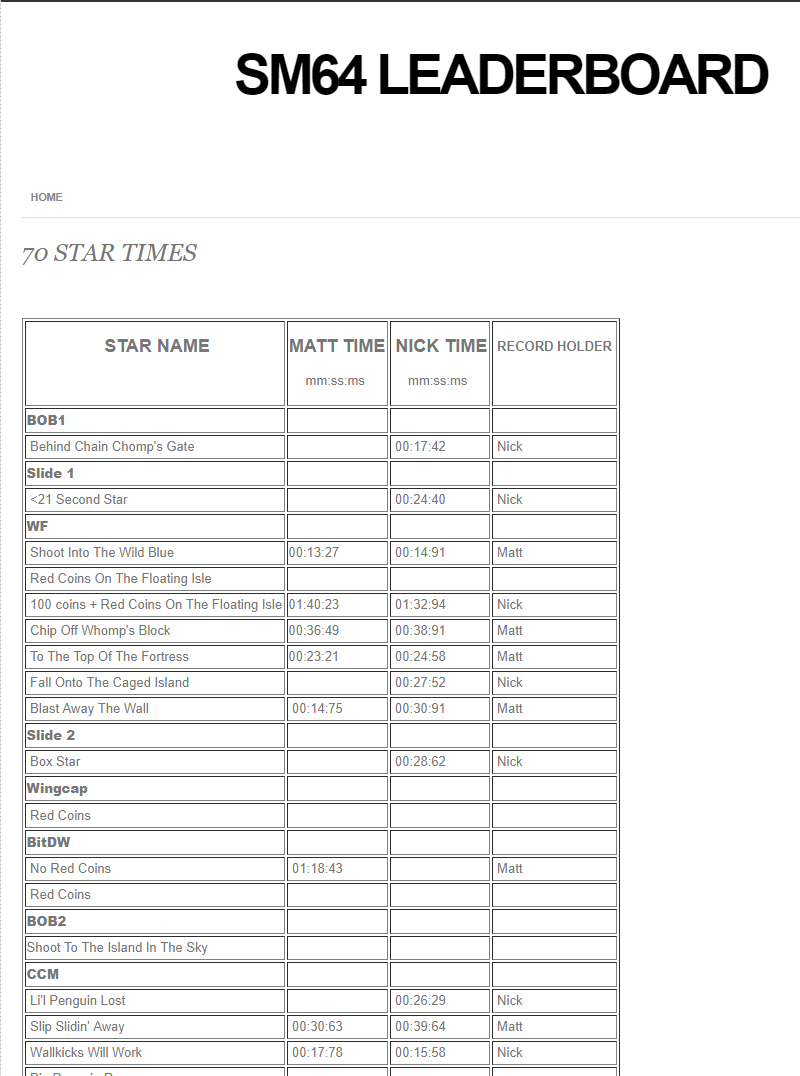 SM64 LEADERBOARD
HOME
70 STAR TIMES
STAR NAME MATT TIME NICK TIME RECORD HOLDER
mm:ss:ms mm:ss:ms
BOB1
Behind Chain Chomp's Gate 00:17:42 Nick
Slide 1
<21 Second Star 00:24:40 Nick
WF
Shoot Into The Wild Blue 00:13:27 00:14:91 Matt
Red Coins On The Floating Isle
100 coins + Red Coins On The Floating Isle 01:40:23 01:32:94 Nick
Chip Off Whomp's Block 00:36:49 00:38:91 Matt
To The Top Of The Fortress 00:23:21 00:24:58 Matt
Fall Onto The Caged Island 00:27:52 Nick
Blast Away The Wall 00:14:75 00:30:91 Matt
Slide 2
Box Star 00:28:62 Nick
Wingcap
Red Coins
BitDW
No Red Coins 01:18:43 Matt
Red Coins
BOB2
Shoot To The Island In The Sky
CCM
Li'l Penguin Lost 00:26:29 Nick
Slip Slidin' Away 00:30:63 00:39:64 Matt
Wallkicks Will Work 00:17:78 00:15:58 Nick